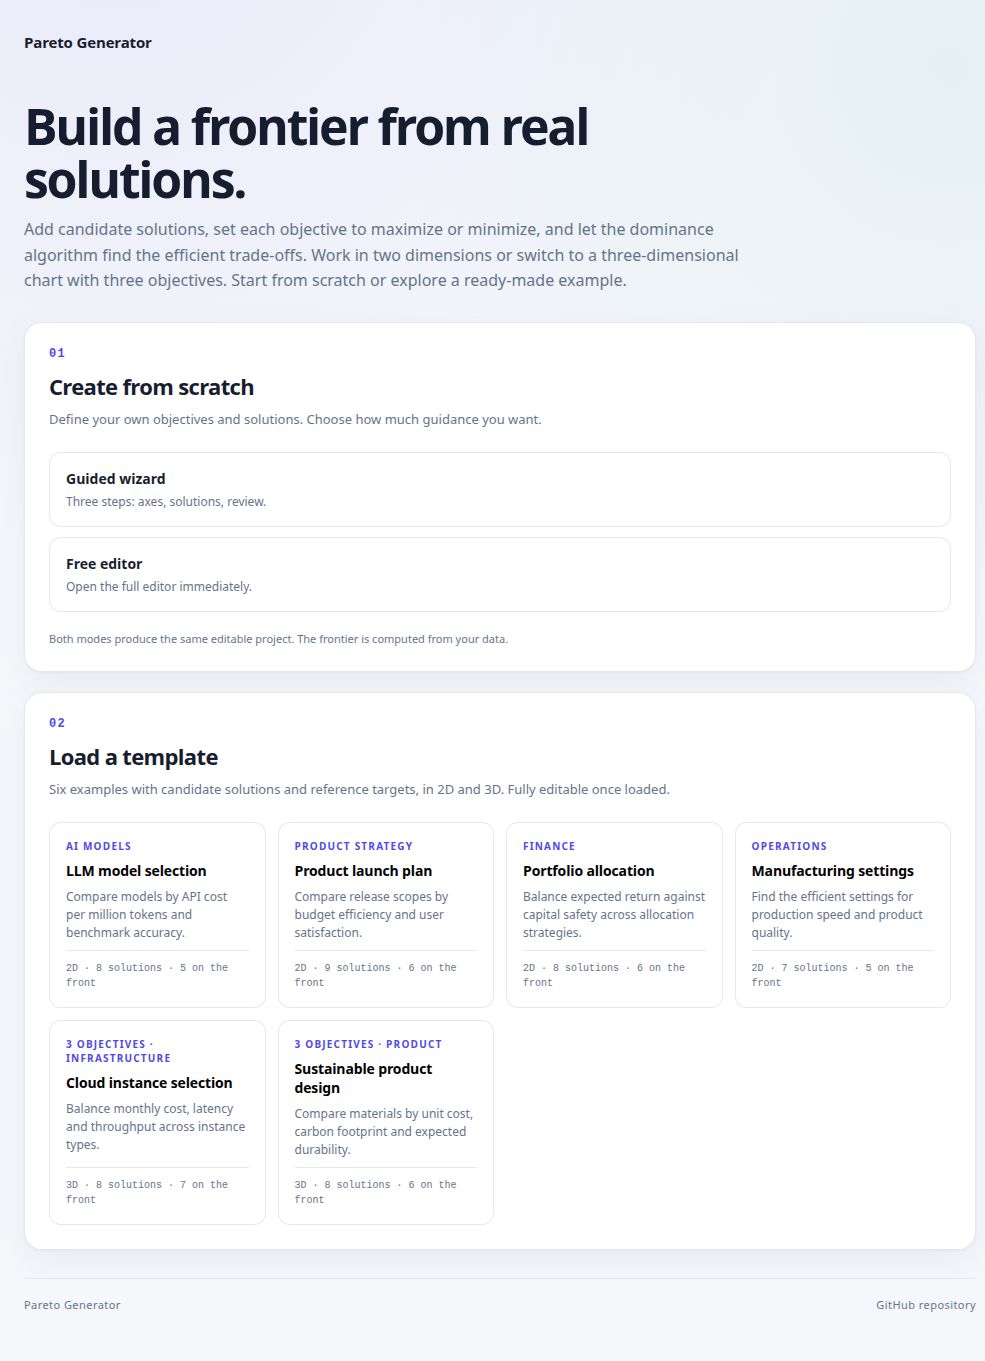 Pareto Generator
Build a frontier from real
solutions.
Add candidate solutions, set each objective to maximize or minimize, and let the dominance
algorithm find the efficient trade-offs. Work in two dimensions or switch to a three-dimensional
chart with three objectives. Start from scratch or explore a ready-made example.
01
Create from scratch
Define your own objectives and solutions. Choose how much guidance you want.
Guided wizard
Three steps: axes, solutions, review.
Free editor
Open the full editor immediately.
Both modes produce the same editable project. The frontier is computed from your data.
02
Load a template
Six examples with candidate solutions and reference targets, in 2D and 3D. Fully editable once loaded.
AI MODELS
LLM model selection
Compare models by API cost
per million tokens and
benchmark accuracy.
2D · 8 solutions · 5 on the
front
PRODUCT STRATEGY
Product launch plan
Compare release scopes by
budget efficiency and user
satisfaction.
2D · 9 solutions · 6 on the
front
FINANCE
Portfolio allocation
Balance expected return against
capital safety across allocation
strategies.
2D · 8 solutions · 6 on the
front
OPERATIONS
Manufacturing settings
Find the efficient settings for
production speed and product
quality.
2D · 7 solutions · 5 on the
front
3 OBJECTIVES ·
INFRASTRUCTURE
Cloud instance selection
Balance monthly cost, latency
and throughput across instance
types.
3D · 8 solutions · 7 on the
front
3 OBJECTIVES · PRODUCT
Sustainable product
design
Compare materials by unit cost,
carbon footprint and expected
durability.
3D · 8 solutions · 6 on the
front
Pareto Generator
GitHub repository